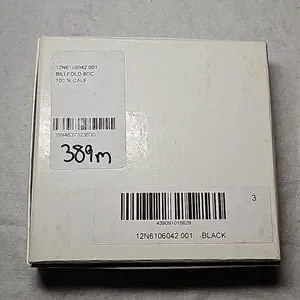 12N6106042.001
BILLFOLD 8CC
100 % CALF
389m
3
12N6106042.001 -BLACK